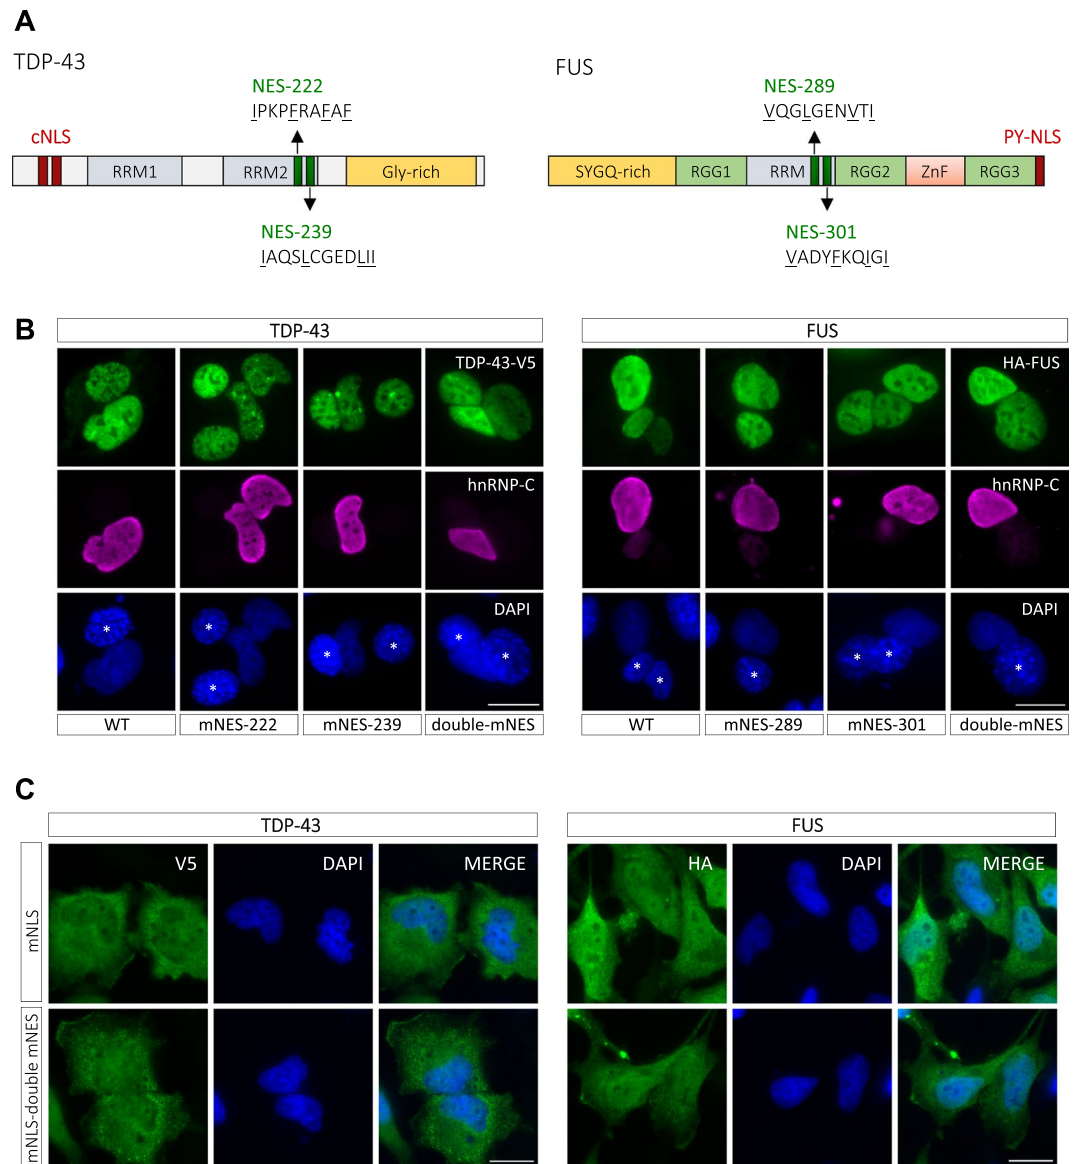 A
TDP-43
FUS
NES-222
IPKPFRAFAF
NES-289
VQGLGENVTI
cNLS
PY-NLS
RRM1
RRM2
Gly-rich
SYGQ-rich
RGG1
RRM
RGG2
ZnF
RGG3
NES-239
IAQSLCGEDLII
NES-301
VADYFKQIGI
B
TDP-43
FUS
TDP-43-V5
HA-FUS
hnRNP-C
hnRNP-C
DAPI
DAPI
* * * * * * *
* * * * * *
WT
mNES-222
mNES-239
double-mNES
WT
mNES-289
mNES-301
double-mNES
C
TDP-43
FUS
mNLS
V5
DAPI
MERGE
HA
DAPI
MERGE
mNLS-double mNES